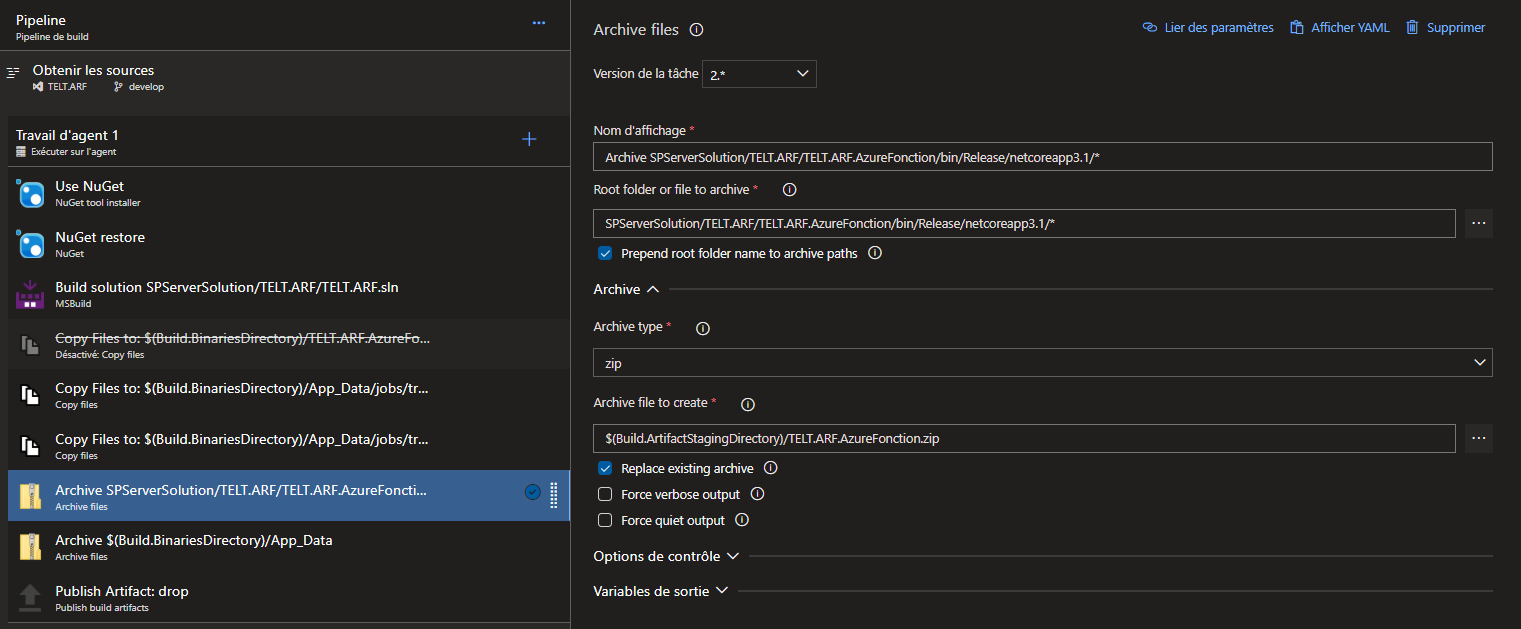 Pipeline
Pipeline de build
Obtenir les sources
TELT.ARF develop
Travail d'agent 1
Exécuter sur l'agent
Use NuGet
NuGet tool installer
NuGet restore
NuGet
Build solution SPServerSolution/TELT.ARF/TELT.ARF.sln
MSBuild
Copy Files to: $(Build.BinariesDirectory)/TELT.ARF.AzureFo...
Désactivé: Copy files
Copy Files to: $(Build.BinariesDirectory)/App_Data/jobs/tr...
Copy files
Copy Files to: $(Build.BinariesDirectory)/App_Data/jobs/tr...
Copy files
Archive SPServerSolution/TELT.ARF/TELT.ARF.AzureFoncti...
Archive files
Archive $(Build.BinariesDirectory)/App_Data
Archive files
Publish Artifact: drop
Publish build artifacts
Archive files
Lier des paramètres Afficher YAML Supprimer
Version de la tâche 2.*
Nom d'affichage *
Archive SPServerSolution/TELT.ARF/TELT.ARF.AzureFonction/bin/Release/netcoreapp3.1/*
Root folder or file to archive *
SPServerSolution/TELT.ARF/TELT.ARF.AzureFonction/bin/Release/netcoreapp3.1/*
Prepend root folder name to archive paths
Archive
Archive type *
zip
Archive file to create *
$(Build.ArtifactStagingDirectory)/TELT.ARF.AzureFonction.zip
Replace existing archive
Force verbose output
Force quiet output
Options de contrôle
Variables de sortie